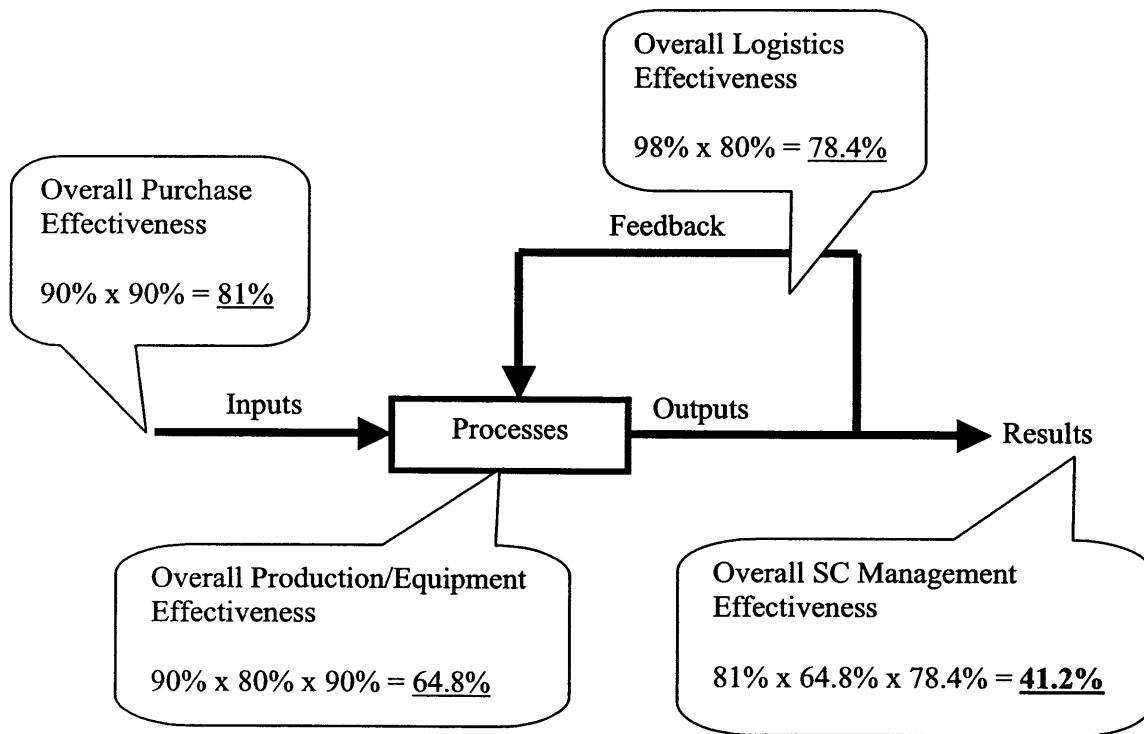 Overall Logistics
Effectiveness
98% x 80% = 78.4%
Overall Purchase
Effectiveness
90% x 90% = 81%
Feedback
Inputs
Processes
Outputs
Results
Overall Production/Equipment
Effectiveness
90% x 80% x 90% = 64.8%
Overall SC Management
Effectiveness
81% x 64.8% x 78.4% = 41.2%